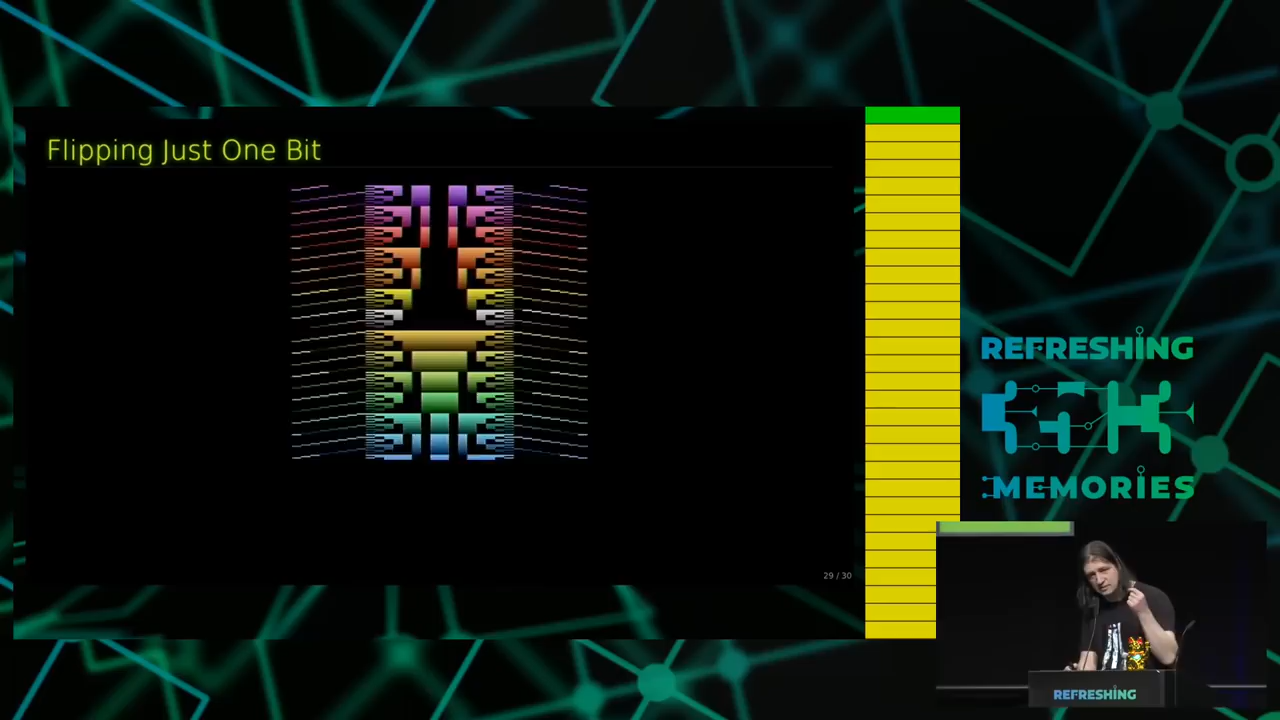 Flipping Just One Bit
29 / 30
REFRESHING
MEMORIES
REFRESHING